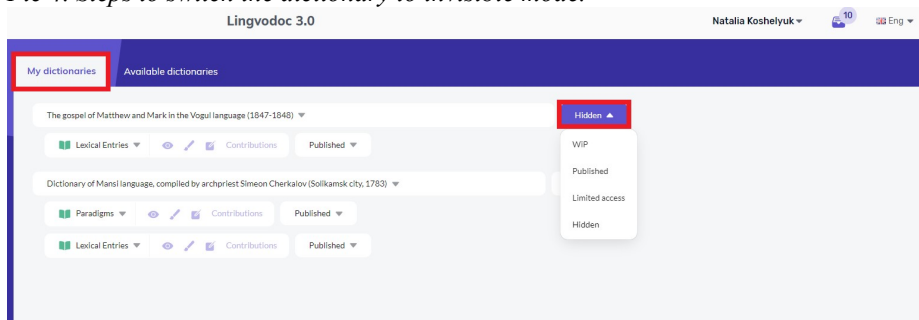 Pic 4. Steps to switch the dictionary to invisible mode.
Lingvodoc 3.0
Natalia Koshelyuk
10
Eng
My dictionaries
Available dictionaries
The gospel of Matthew and Mark in the Vogul language (1847-1848)
Hidden
Lexical Entries
Contributions
Published
WIP
Published
Limited access
Hidden
Dictionary of Mansi language, compiled by archpriest Simeon Cherkalov (Solikamsk city, 1783)
Paradigms
Contributions
Published
Lexical Entries
Contributions
Published